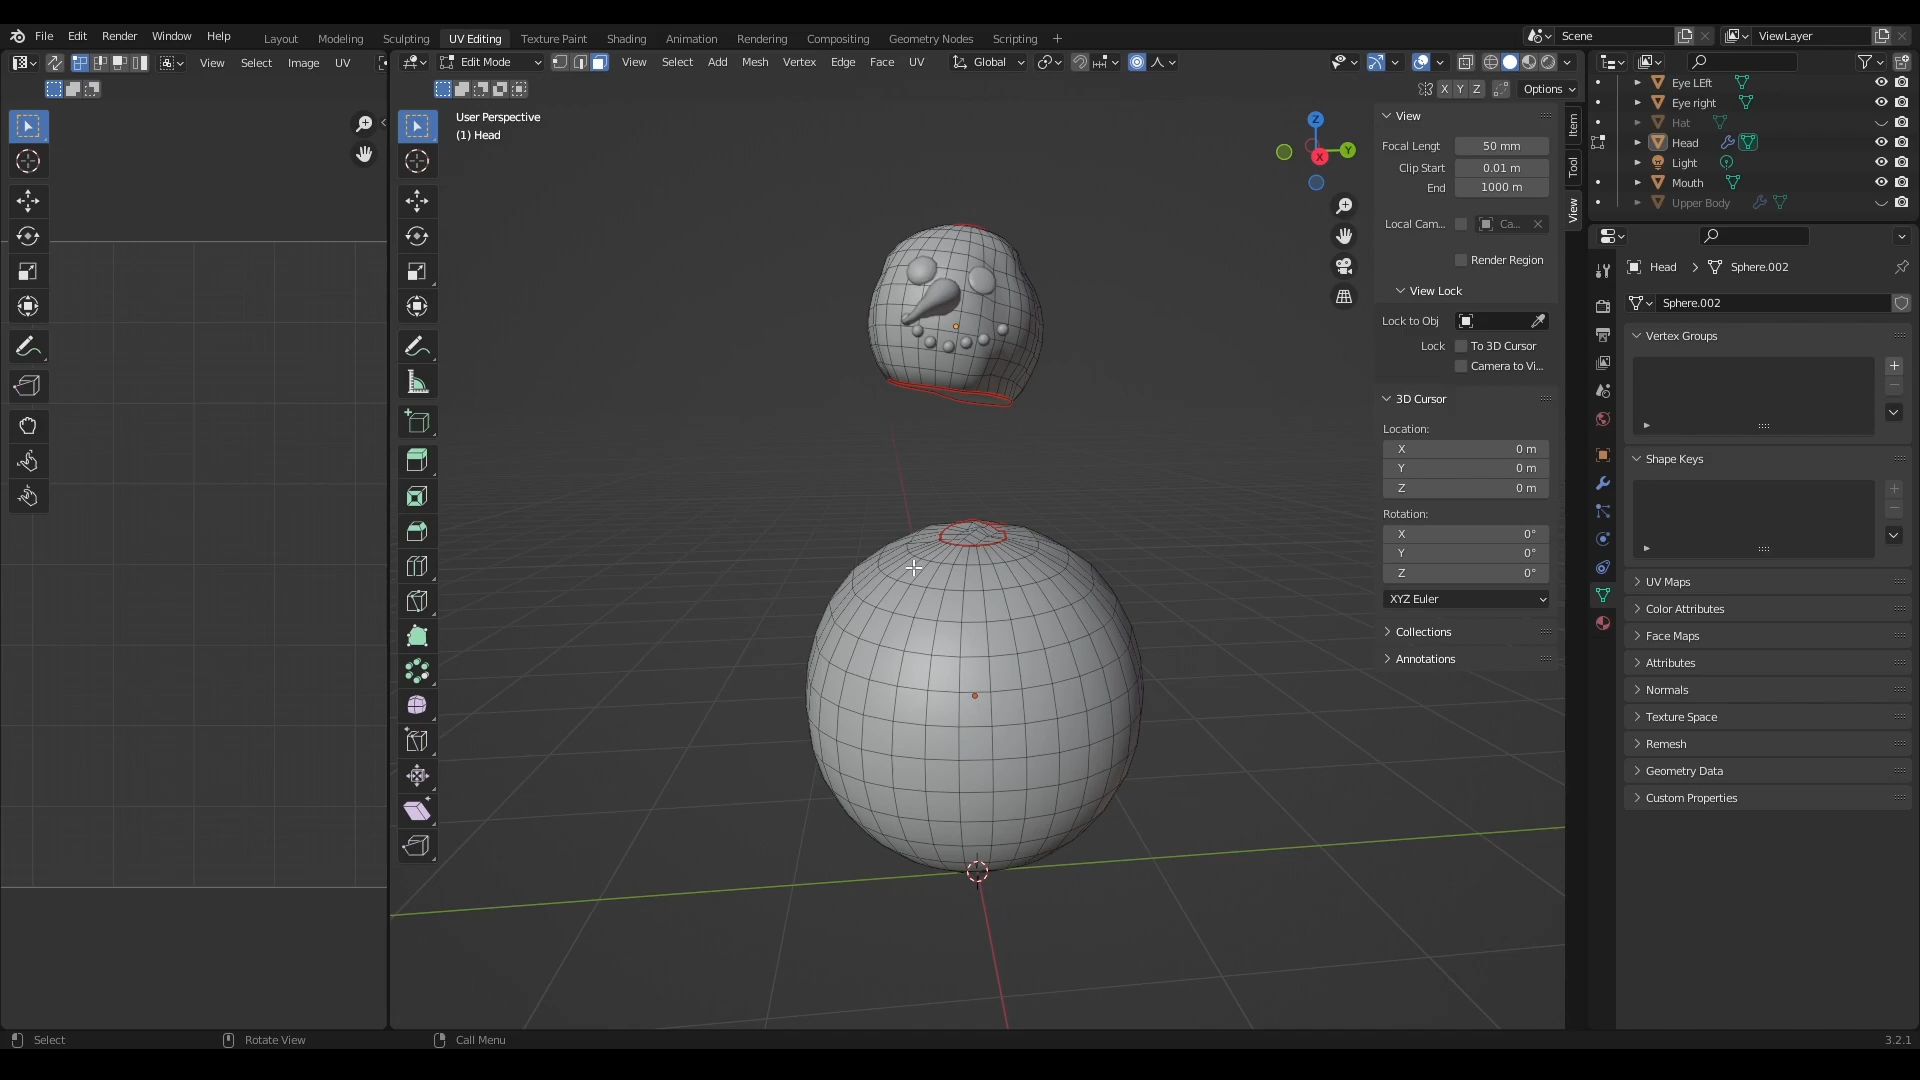 File Edit Render Window Help Layout Modeling Sculpting UV Editing Texture Paint Shading Animation Rendering Compositing Geometry Nodes Scripting + Scene ViewLayer
View Select Image UV Edit Mode View Select Add Mesh Vertex Edge Face UV Global
X Y Z Options
User Perspective
(1) Head
Z
Y
X
View
Focal Lengt 50 mm
Clip Start 0.01 m
End 1000 m
Local Cam... Ca...
Render Region
View Lock
Lock to Obj
Lock To 3D Cursor
Camera to Vi...
3D Cursor
Location:
X 0 m
Y 0 m
Z 0 m
Rotation:
X 0°
Y 0°
Z 0°
XYZ Euler
Collections
Annotations
Item
Tool
View
Eye LEft
Eye right
Hat
Head
Light
Mouth
Upper Body
Head > Sphere.002
Sphere.002
Vertex Groups
Shape Keys
UV Maps
Color Attributes
Face Maps
Attributes
Normals
Texture Space
Remesh
Geometry Data
Custom Properties
Select Rotate View Call Menu 3.2.1